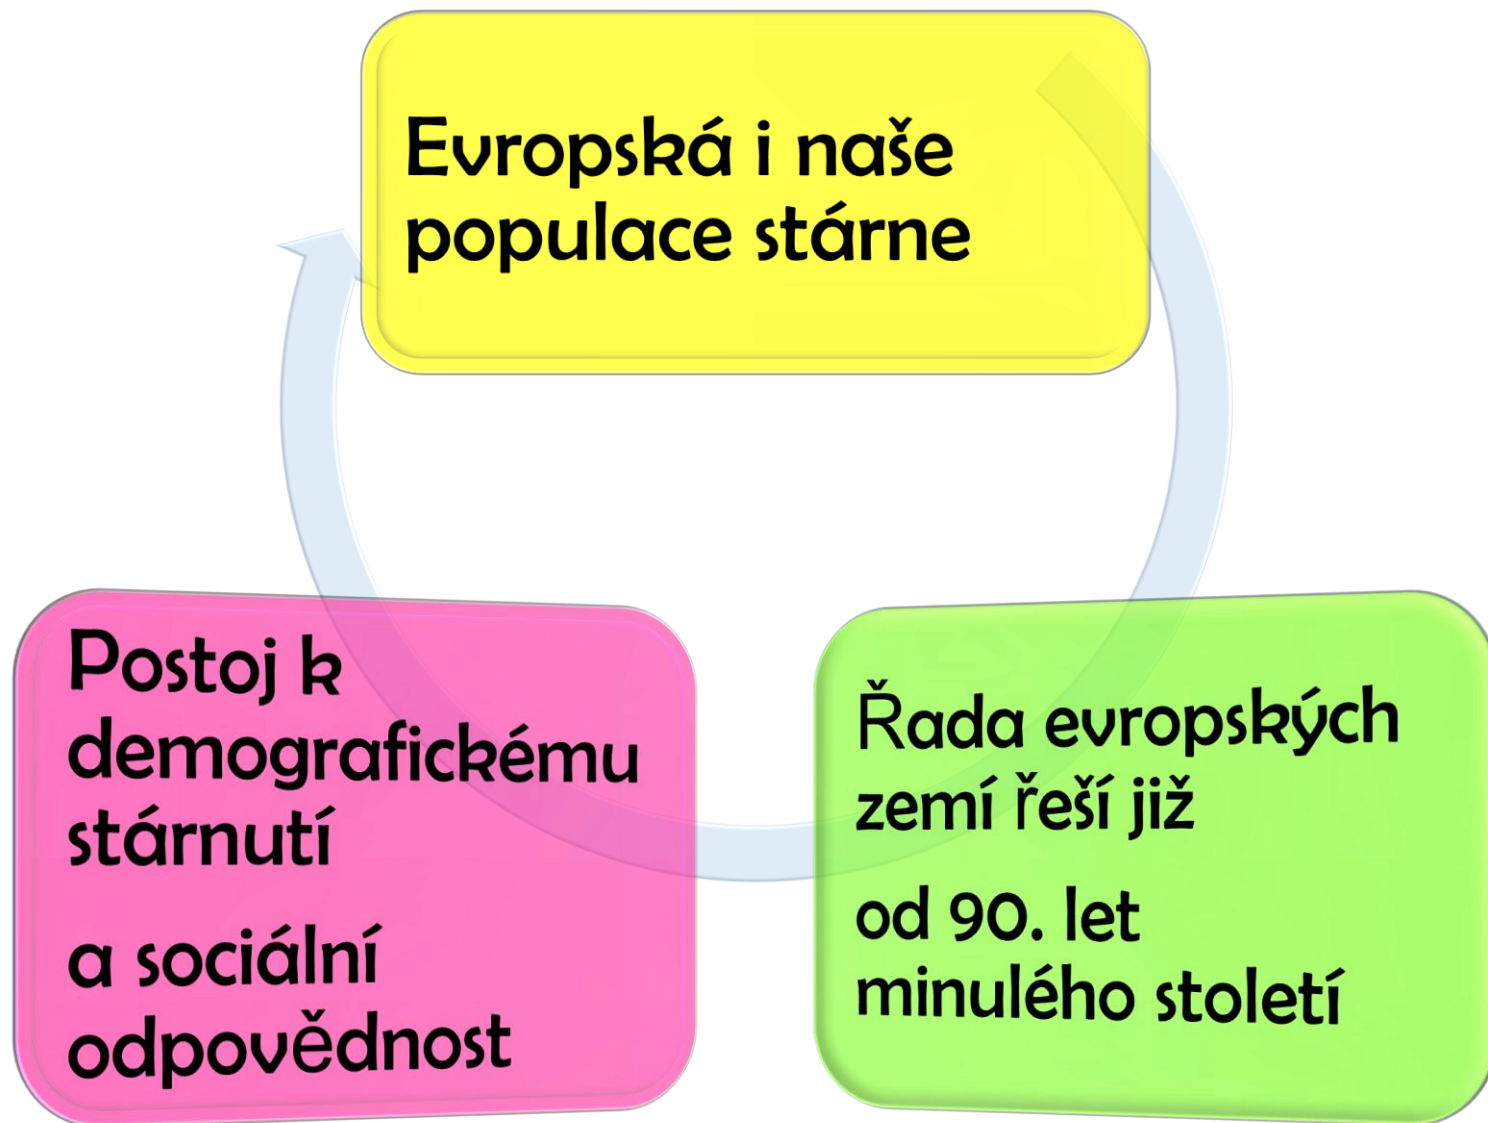 Evropská i naše
populace stárne
Řada evropských
zemí řeší již
od 90. let
minulého století
Postoj k
demografickému
stárnutí
a sociální
odpovědnost